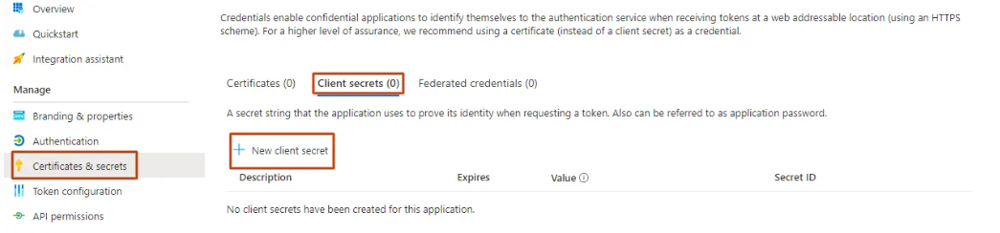 Overview
Quickstart
Integration assistant
Manage
Branding & properties
Authentication
Certificates & secrets
Token configuration
API permissions
Credentials enable confidential applications to identify themselves to the authentication service when receiving tokens at a web addressable location (using an HTTPS
scheme). For a higher level of assurance, we recommend using a certificate (instead of a client secret) as a credential.
Certificates (0) Client secrets (0) Federated credentials (0)
A secret string that the application uses to prove its identity when requesting a token. Also can be referred to as application password.
New client secret
Description Expires Value Secret ID
No client secrets have been created for this application.